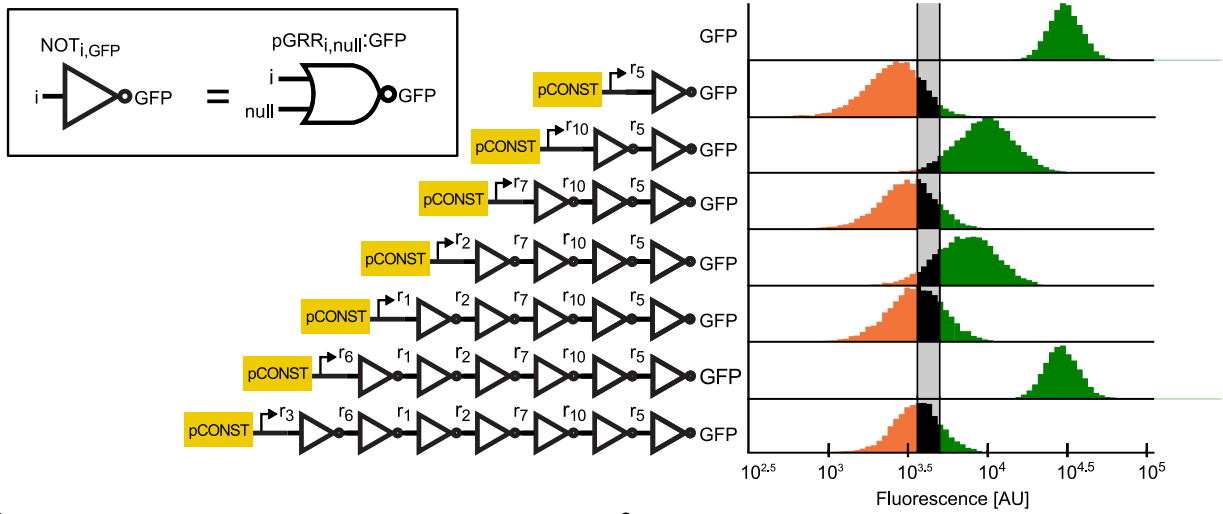 NOTi,GFP
i GFP
=
pGRRi,null:GFP
i
null
GFP
GFP
pCONST r5 GFP
pCONST r10 r5 GFP
pCONST r7 r10 r5 GFP
pCONST r2 r7 r10 r5 GFP
pCONST r1 r2 r7 r10 r5 GFP
pCONST r6 r1 r2 r7 r10 r5 GFP
pCONST r3 r6 r1 r2 r7 r10 r5 GFP
10^2.5 10^3 10^3.5 10^4 10^4.5 10^5
Fluorescence [AU]